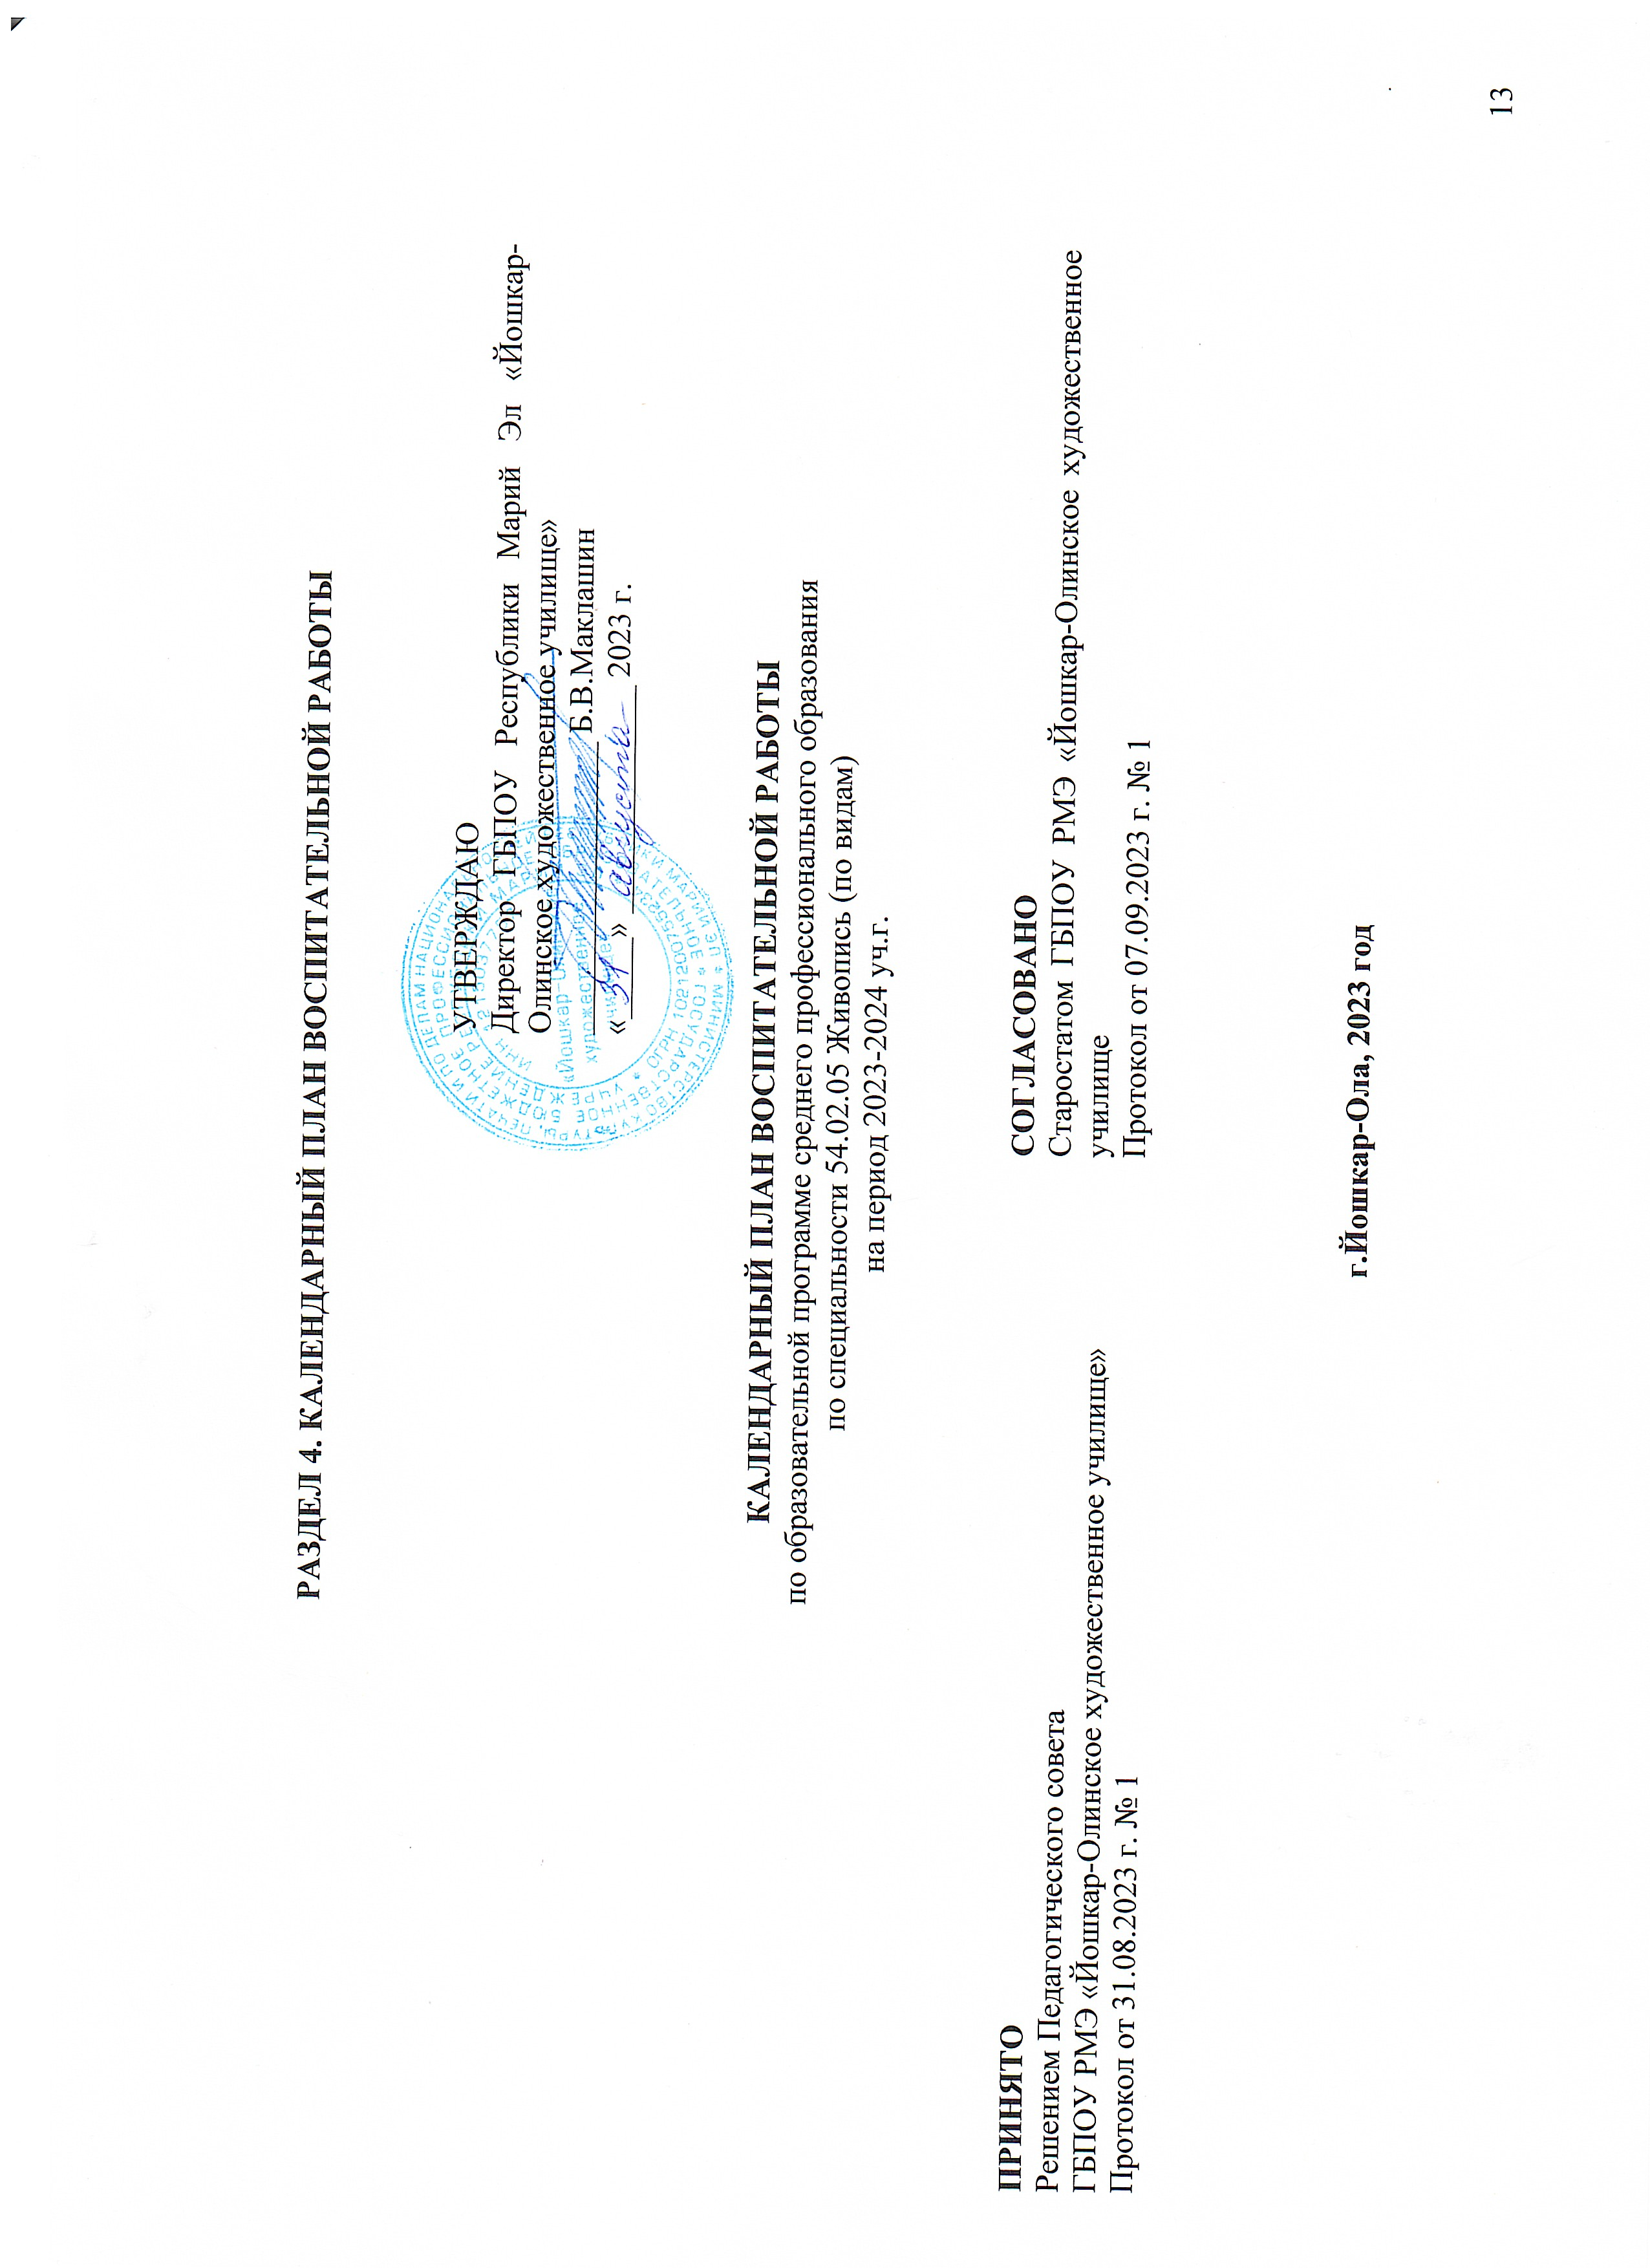 РАЗДЕЛ 4. КАЛЕНДАРНЫЙ ПЛАН ВОСПИТАТЕЛЬНОЙ РАБОТЫ
УТВЕРЖДАЮ
Директор ГБПОУ Республики Марий Эл «Йошкар-
Олинское художественное училище»
Б.В.Маклашин
« 31 » августа 2023 г.
КАЛЕНДАРНЫЙ ПЛАН ВОСПИТАТЕЛЬНОЙ РАБОТЫ
по образовательной программе среднего профессионального образования
по специальности 54.02.05 Живопись (по видам)
на период 2023-2024 уч.г.
ПРИНЯТО
Решением Педагогического совета
ГБПОУ РМЭ «Йошкар-Олинское художественное училище»
Протокол от 31.08.2023 г. № 1
СОГЛАСОВАНО
Старостатом ГБПОУ РМЭ «Йошкар-Олинское художественное
училище
Протокол от 07.09.2023 г. № 1
г.Йошкар-Ола, 2023 год
13